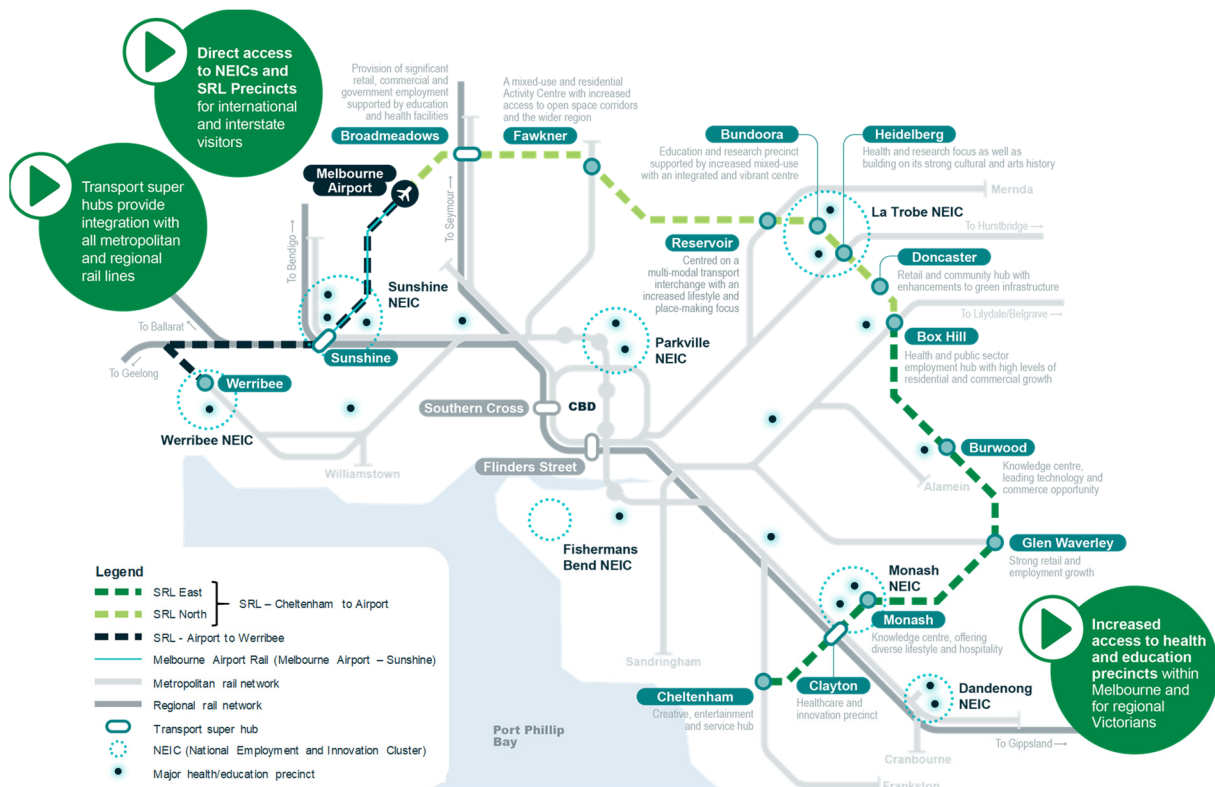 Direct access
to NEICs and
SRL Precincts
for international
and interstate
visitors
Transport super
hubs provide
integration with
all metropolitan
and regional
rail lines
Provision of significant
retail, commercial and
government employment
supported by education
and health facilities
Broadmeadows
A mixed-use and residential
Activity Centre with increased
access to open space corridors
and the wider region
Fawkner
Bundoora
Education and research precinct
supported by increased mixed-use
with an integrated and vibrant centre
Heidelberg
Health and research focus as well as
building on its strong cultural and arts history
Melbourne
Airport
To Seymour
To Bendigo
Mernda
La Trobe NEIC
To Hurstbridge
Reservoir
Centred on a
multi-modal transport
interchange with an
increased lifestyle and
place-making focus
Doncaster
Retail and community hub with
enhancements to green infrastructure
Sunshine
NEIC
To Lilydale/Belgrave
To Ballarat
Sunshine
Parkville
NEIC
Box Hill
Health and public sector
employment hub with high levels of
residential and commercial growth
To Geelong
Werribee
Werribee NEIC
Southern Cross
CBD
Flinders Street
Williamstown
Burwood
Knowledge centre,
leading technology and
commerce opportunity
Alamein
Fishermans
Bend NEIC
Glen Waverley
Strong retail and
employment growth
Monash
NEIC
Monash
Knowledge centre, offering
diverse lifestyle and hospitality
Increased
access to health
and education
precincts within
Melbourne and
for regional
Victorians
Sandringham
Cheltenham
Creative, entertainment
and service hub
Clayton
Healthcare and
innovation precinct
Dandenong
NEIC
To Gippsland
Cranbourne
Frankston
Port Phillip
Bay
Legend
SRL East
SRL North
SRL – Cheltenham to Airport
SRL - Airport to Werribee
Melbourne Airport Rail (Melbourne Airport – Sunshine)
Metropolitan rail network
Regional rail network
Transport super hub
NEIC (National Employment and Innovation Cluster)
Major health/education precinct